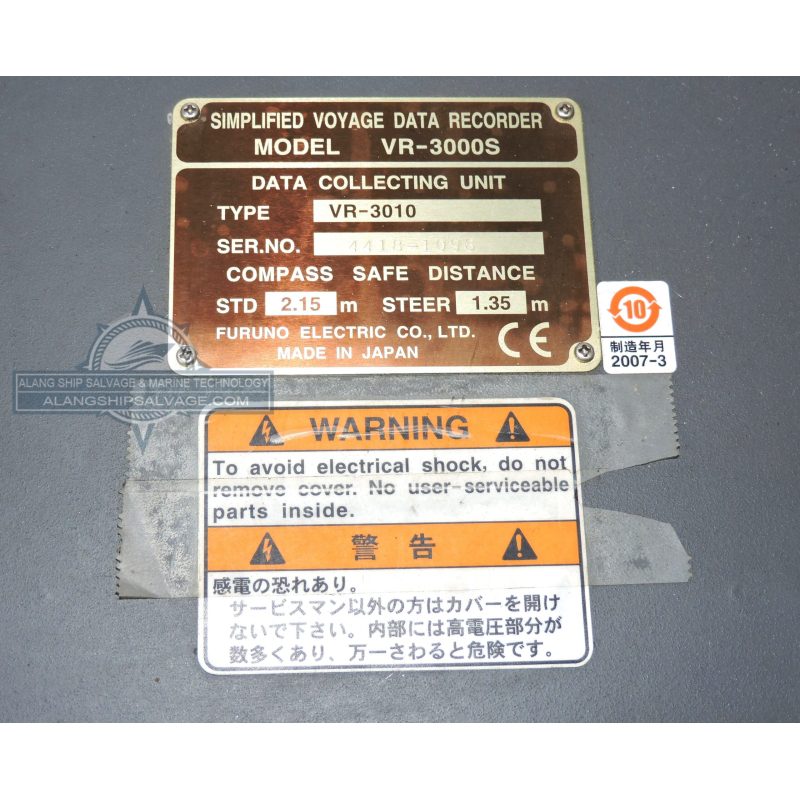 SIMPLIFIED VOYAGE DATA RECORDER
MODEL VR-3000S
DATA COLLECTING UNIT
TYPE VR-3010
SER.NO. 4418-1096
COMPASS SAFE DISTANCE
STD 2.15 m STEER 1.35 m
FURUNO ELECTRIC CO., LTD.
MADE IN JAPAN
CE
10
制造年月
2007-3
ALANG SHIP SALVAGE & MARINE TECHNOLOGY
ALANGSHIPSALVAGE.COM
WARNING
To avoid electrical shock, do not
remove cover. No user-serviceable
parts inside.
警告
感電の恐れあり。
サービスマン以外の方はカバーを開け
ないで下さい。内部には高電圧部分が
数多くあり、万一さわると危険です。